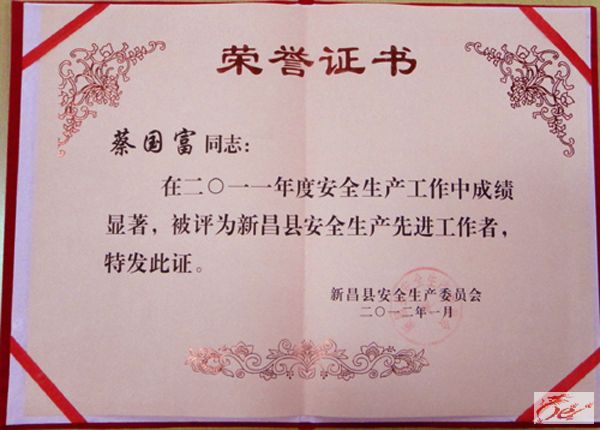 荣誉证书
蔡国富 同志：
在二〇一一年度安全生产工作中成绩
显著，被评为新昌县安全生产先进工作者，
特发此证。
新昌县安全生产委员会
二〇一二年一月